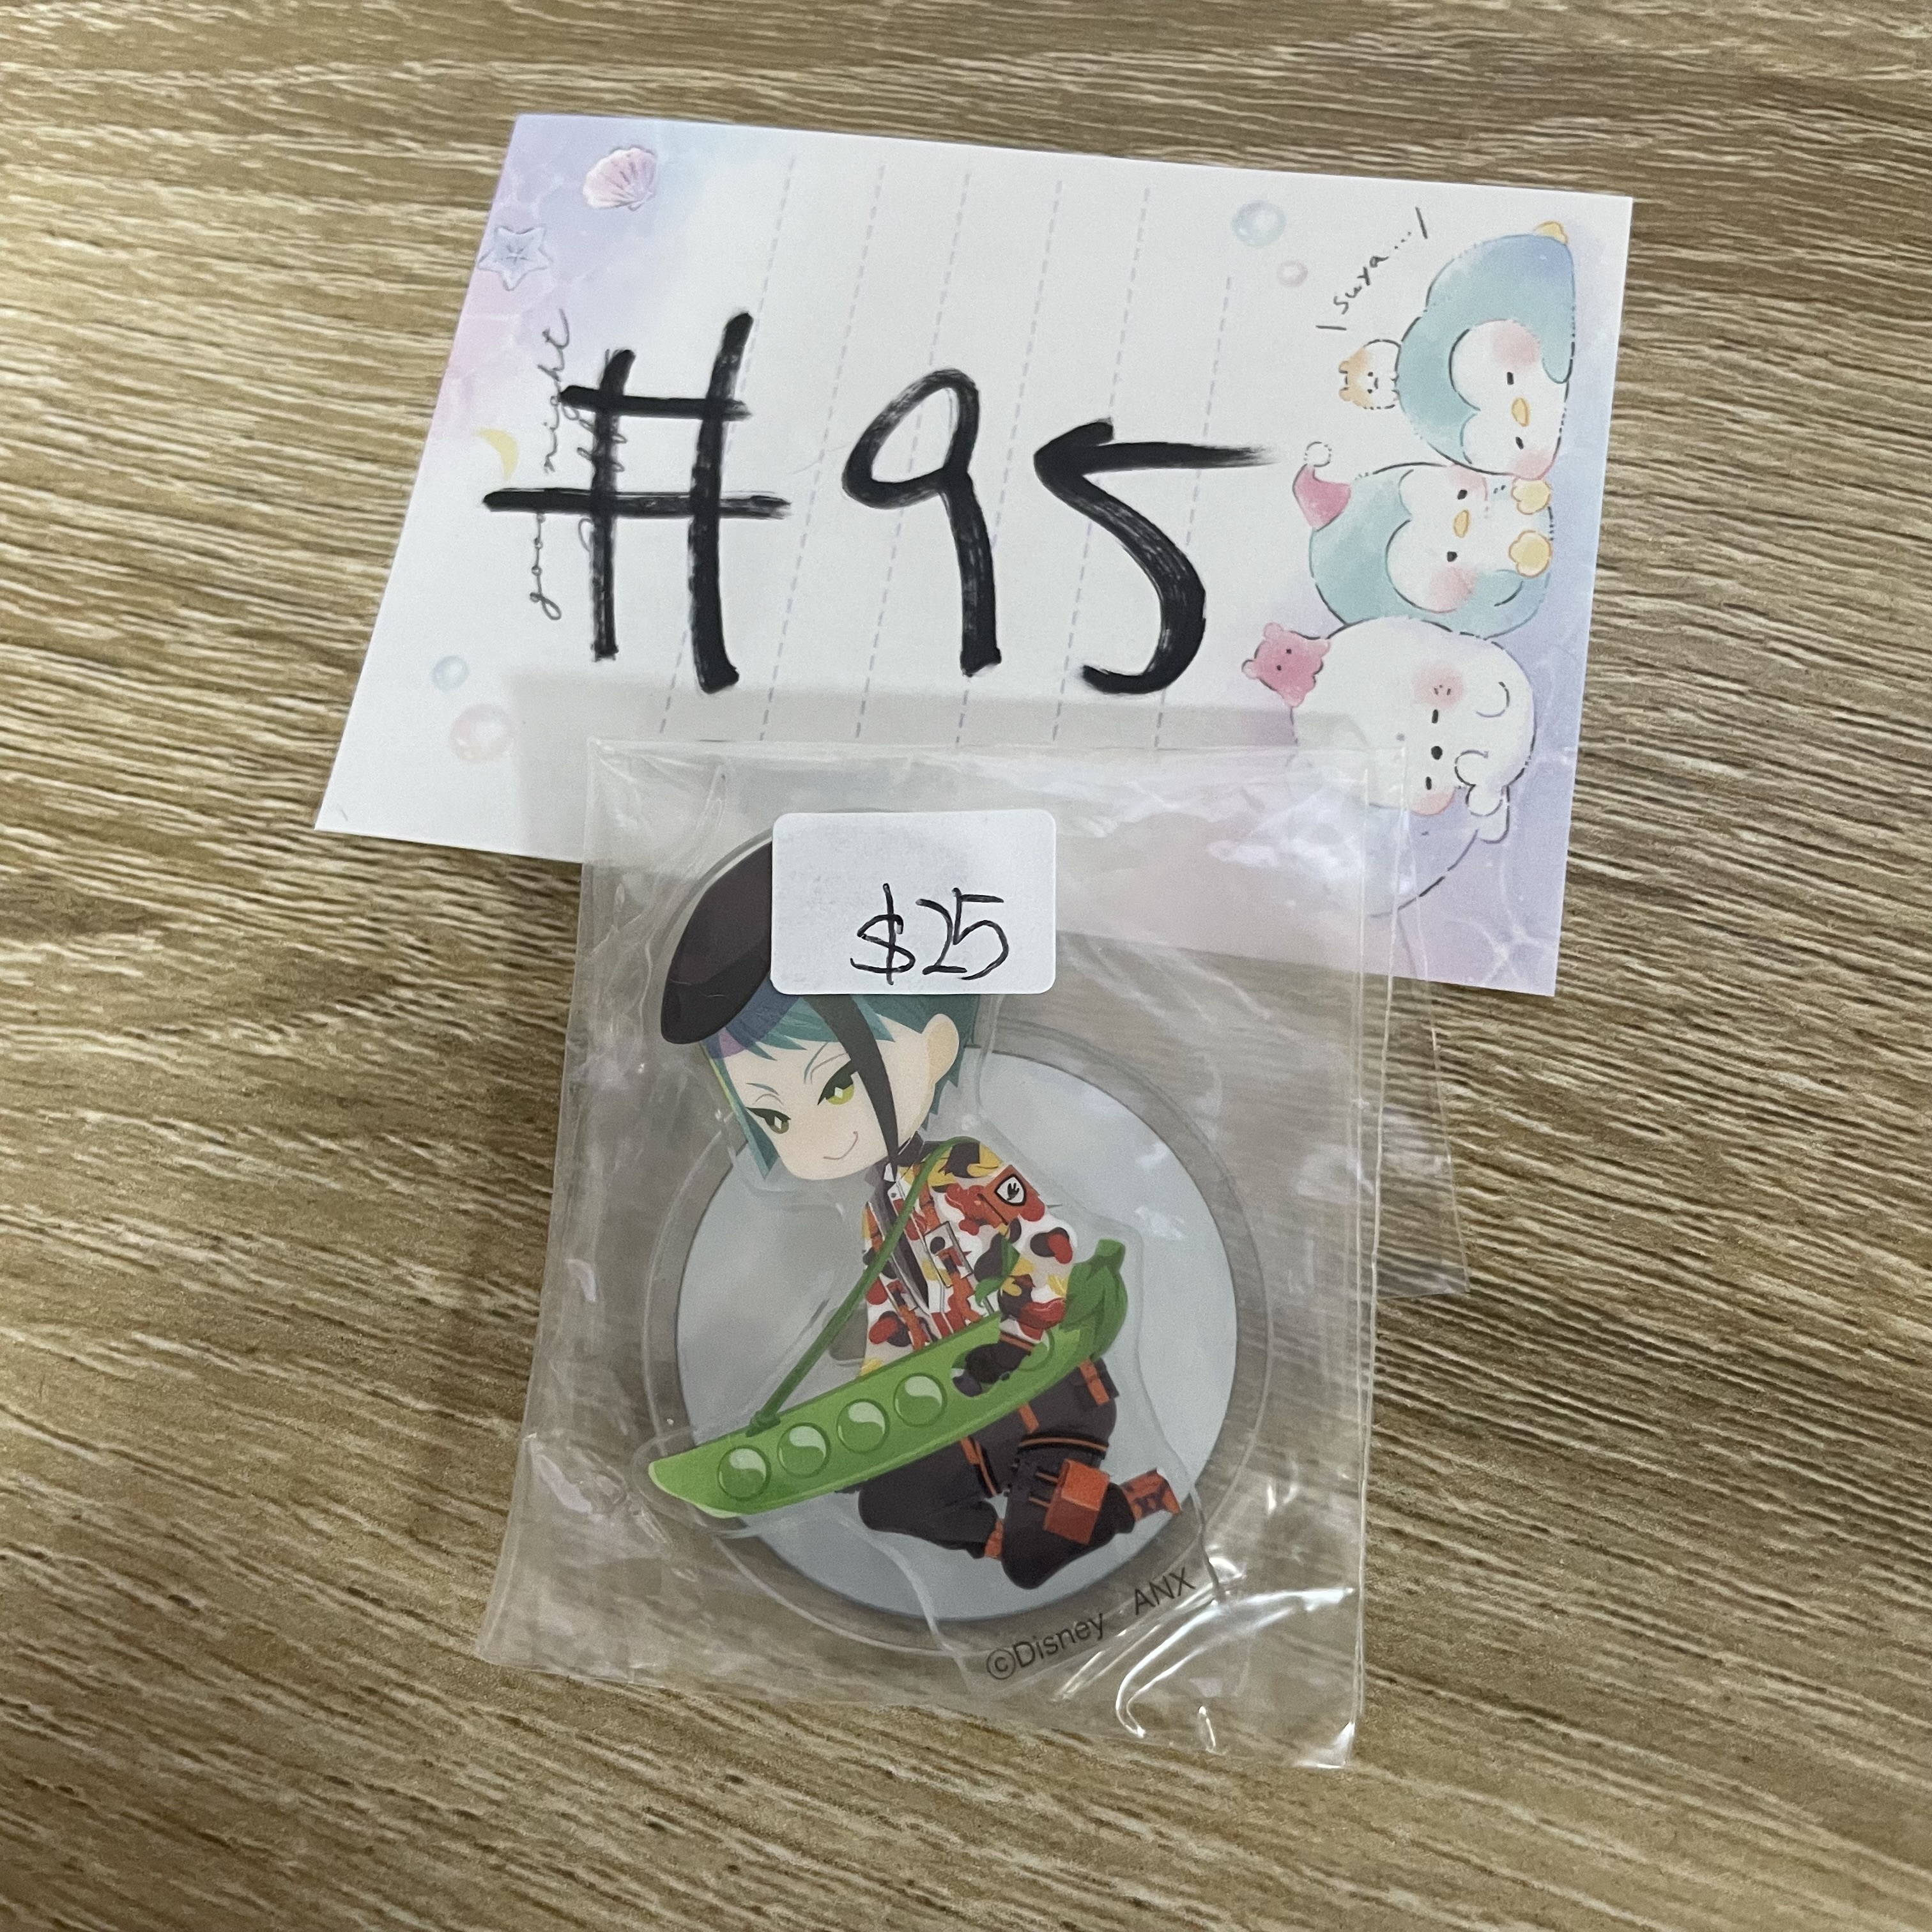 #95
good night
\suya.../
$25
©Disney ANX